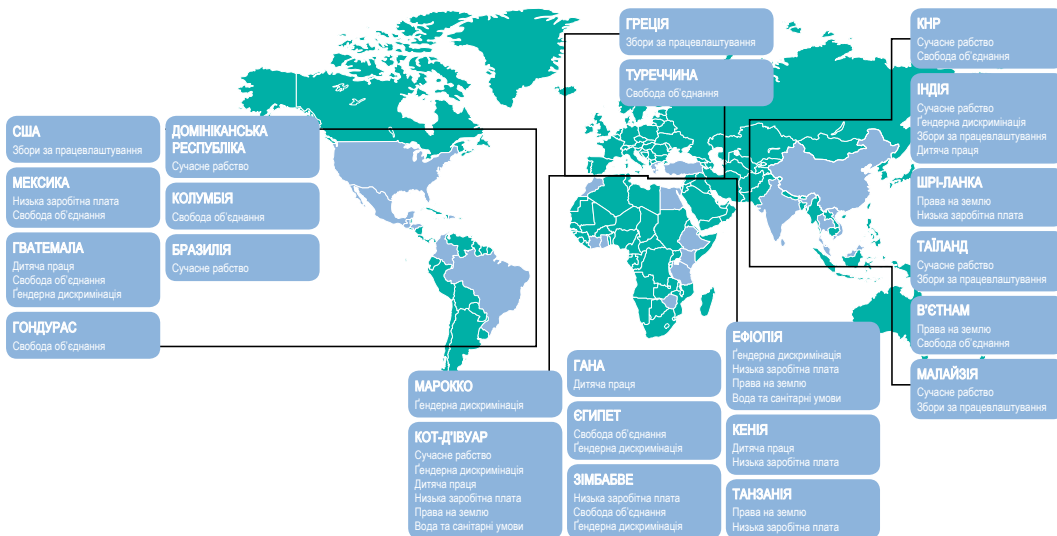 США
Збори за працевлаштування
МЕКСИКА
Низька заробітна плата
Свобода об'єднання
ГВАТЕМАЛА
Дитяча праця
Свобода об'єднання
Ґендерна дискримінація
ГОНДУРАС
Свобода об'єднання
ДОМІНІКАНСЬКА
РЕСПУБЛІКА
Сучасне рабство
КОЛУМБІЯ
Свобода об'єднання
БРАЗИЛІЯ
Сучасне рабство
ГРЕЦІЯ
Збори за працевлаштування
ТУРЕЧЧИНА
Свобода об'єднання
КНР
Сучасне рабство
Свобода об'єднання
ІНДІЯ
Сучасне рабство
Ґендерна дискримінація
Збори за працевлаштування
Дитяча праця
ШРІ-ЛАНКА
Права на землю
Низька заробітна плата
ТАЇЛАНД
Сучасне рабство
Збори за працевлаштування
В'ЄТНАМ
Права на землю
Свобода об'єднання
МАЛАЙЗІЯ
Сучасне рабство
Збори за працевлаштування
МАРОККО
Ґендерна дискримінація
КОТ-Д'ІВУАР
Сучасне рабство
Ґендерна дискримінація
Дитяча праця
Низька заробітна плата
Права на землю
Вода та санітарні умови
ГАНА
Дитяча праця
ЄГИПЕТ
Свобода об'єднання
Ґендерна дискримінація
ЗІМБАБВЕ
Низька заробітна плата
Свобода об'єднання
Ґендерна дискримінація
ЕФІОПІЯ
Ґендерна дискримінація
Низька заробітна плата
Права на землю
Вода та санітарні умови
КЕНІЯ
Дитяча праця
Низька заробітна плата
ТАНЗАНІЯ
Права на землю
Низька заробітна плата